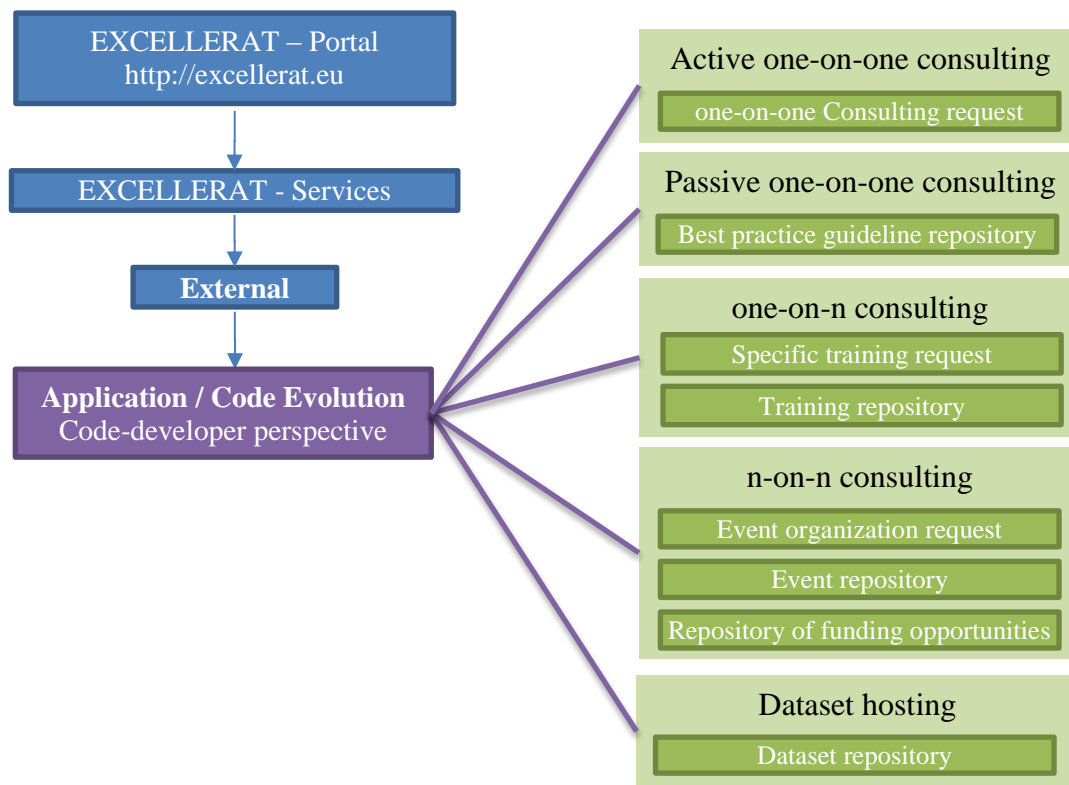 EXCELLERAT – Portal
http://excellerat.eu
EXCELLERAT - Services
External
Application / Code Evolution
Code-developer perspective
Active one-on-one consulting
one-on-one Consulting request
Passive one-on-one consulting
Best practice guideline repository
one-on-n consulting
Specific training request
Training repository
n-on-n consulting
Event organization request
Event repository
Repository of funding opportunities
Dataset hosting
Dataset repository